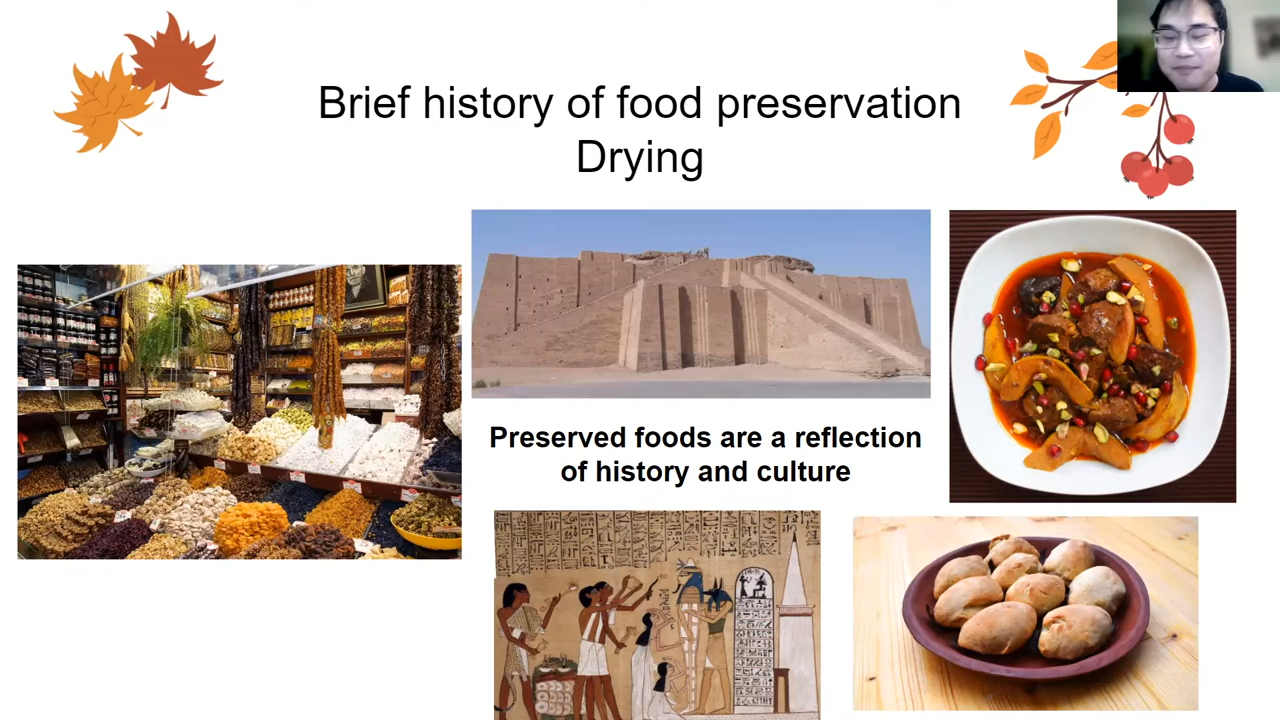 Brief history of food preservation
Drying
Preserved foods are a reflection
of history and culture